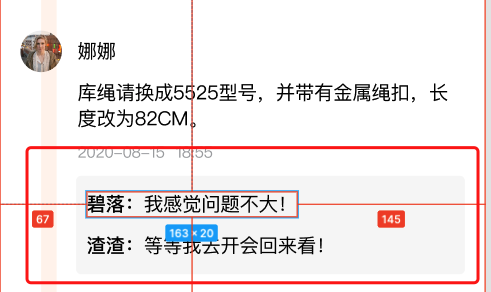 娜娜
库绳请换成5525型号，并带有金属绳扣，长
度改为82CM。
2020-08-15 18:55
碧落：我感觉问题不大！
67
145
163 × 20
渣渣：等等我去开会回来看！